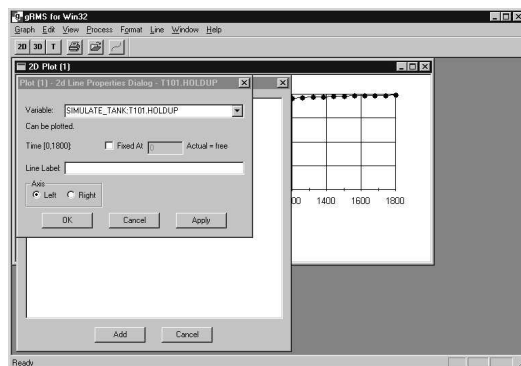 gRMS for Win32
Graph Edit View Process Format Line Window Help
2D 3D T
2D Plot (1)
Plot (1) - 2d Line Properties Dialog - T101.HOLDUP
Variable: SIMULATE_TANK:T101.HOLDUP
Can be plotted.
Time [0,1800]: Fixed At 0 Actual = free
Line Label:
Axis
Left Right
OK Cancel Apply
00 1400 1600 1800
Add Cancel
Ready